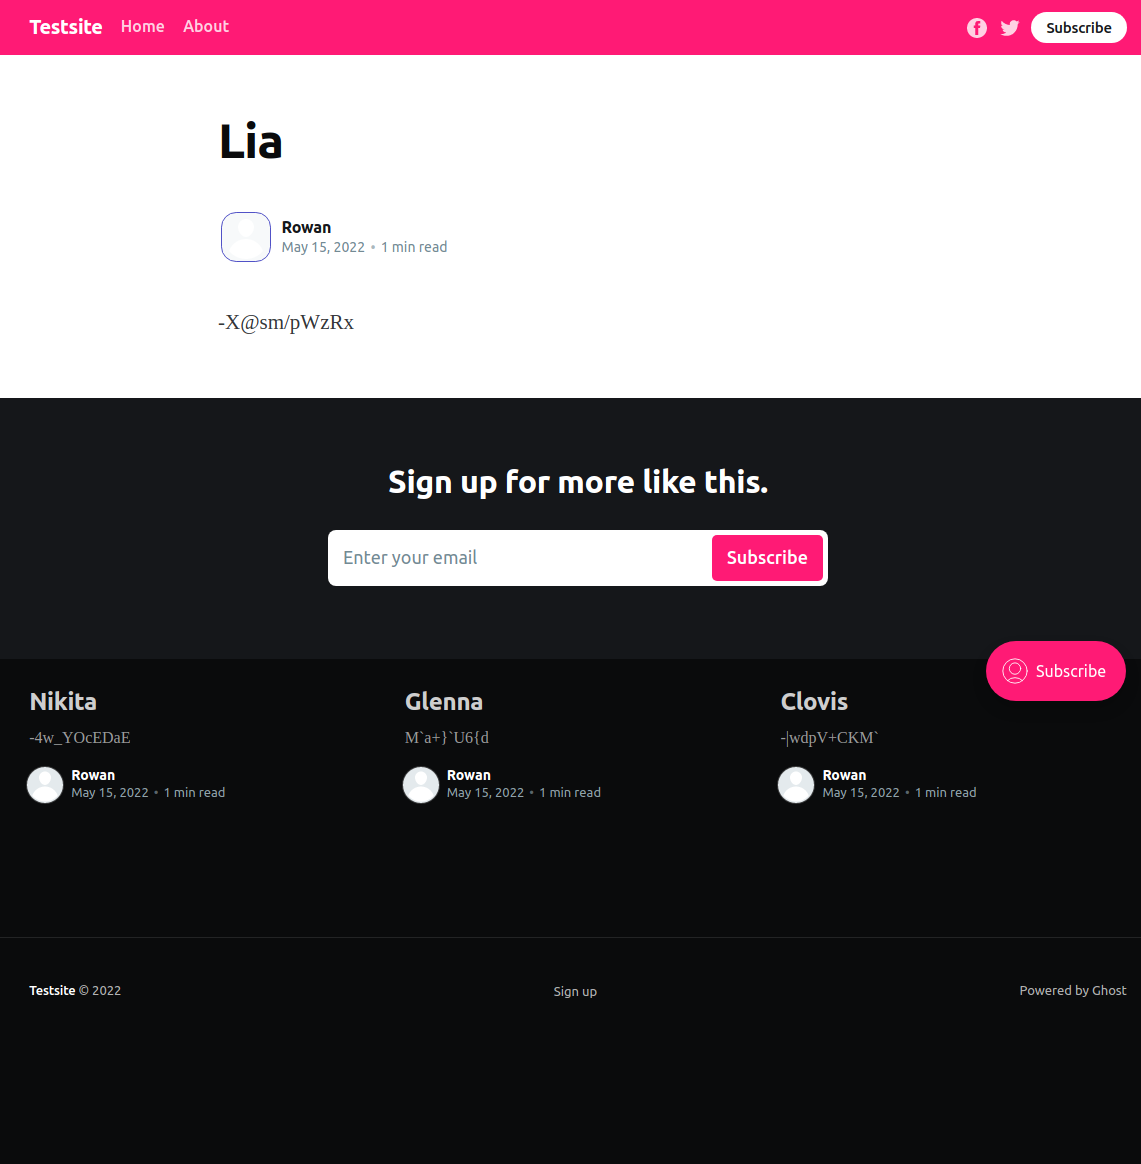 Testsite Home About Subscribe
Lia
Rowan
May 15, 2022 • 1 min read
-X@sm/pWzRx
Sign up for more like this.
Enter your email Subscribe
Subscribe
Nikita
-4w_YOcEDaE
Rowan
May 15, 2022 • 1 min read
Glenna
M`a+}`U6{d
Rowan
May 15, 2022 • 1 min read
Clovis
-|wdpV+CKM`
Rowan
May 15, 2022 • 1 min read
Testsite © 2022
Sign up
Powered by Ghost